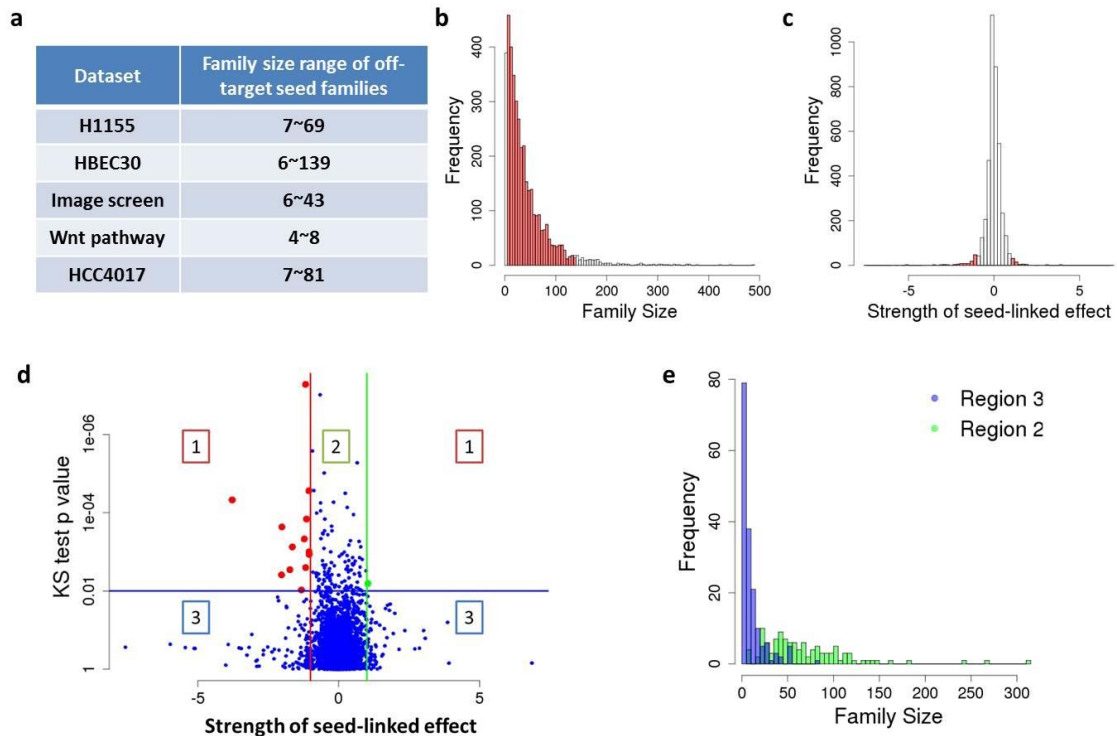 a
Dataset Family size range of off-
target seed families
H1155 7~69
HBEC30 6~139
Image screen 6~43
Wnt pathway 4~8
HCC4017 7~81
b
Frequency
400
300
200
100
0
0 100 200 300 400 500
Family Size
c
Frequency
1000
800
600
400
200
0
-5 0 5
Strength of seed-linked effect
d
KS test p value
1e-06
1e-04
0.01
1
1 2 1
3 3
-5 0 5
Strength of seed-linked effect
e
Frequency
80
60
40
20
0
Region 3
Region 2
0 50 100 150 200 250 300
Family Size